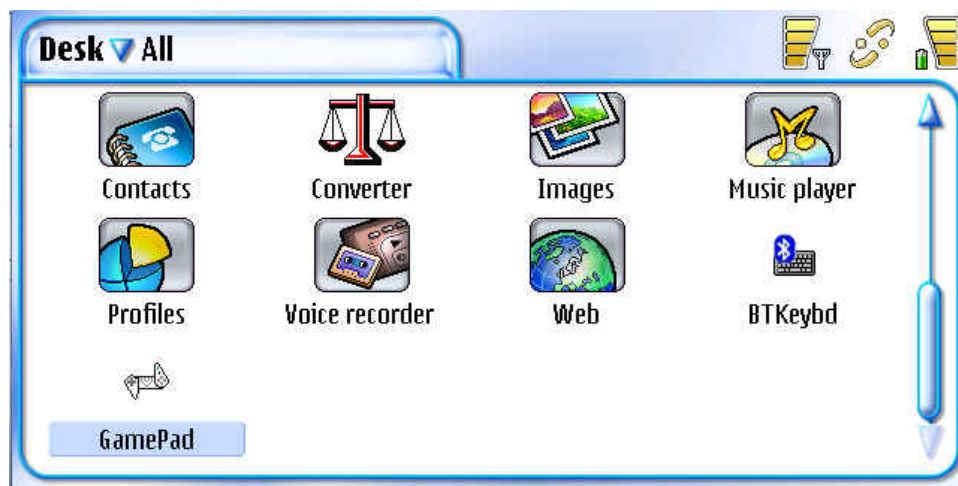 Desk All
Contacts Converter Images Music player
Profiles Voice recorder Web BTKeybd
GamePad